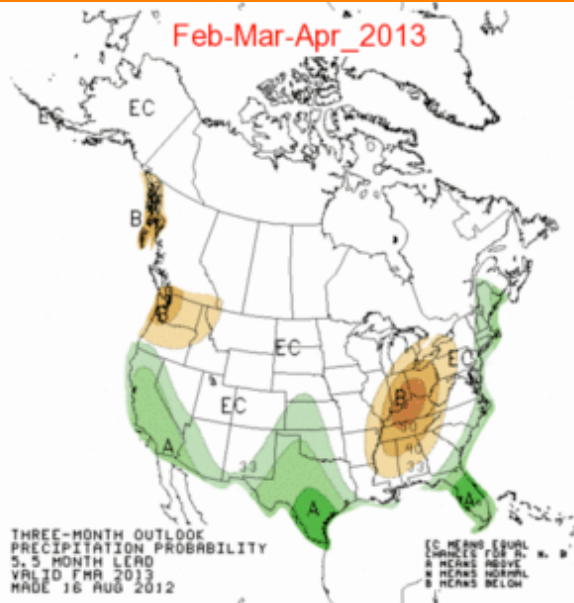 Feb-Mar-Apr_2013
EC
EC
B
EC
EC
EC
B
A
33
40
33
A
A
THREE-MONTH OUTLOOK
PRECIPITATION PROBABILITY
5.5 MONTH LEAD
VALID FMA 2013
MADE 16 AUG 2012
EC MEANS EQUAL
CHANCES FOR A, N, B
A MEANS ABOVE
N MEANS NORMAL
B MEANS BELOW